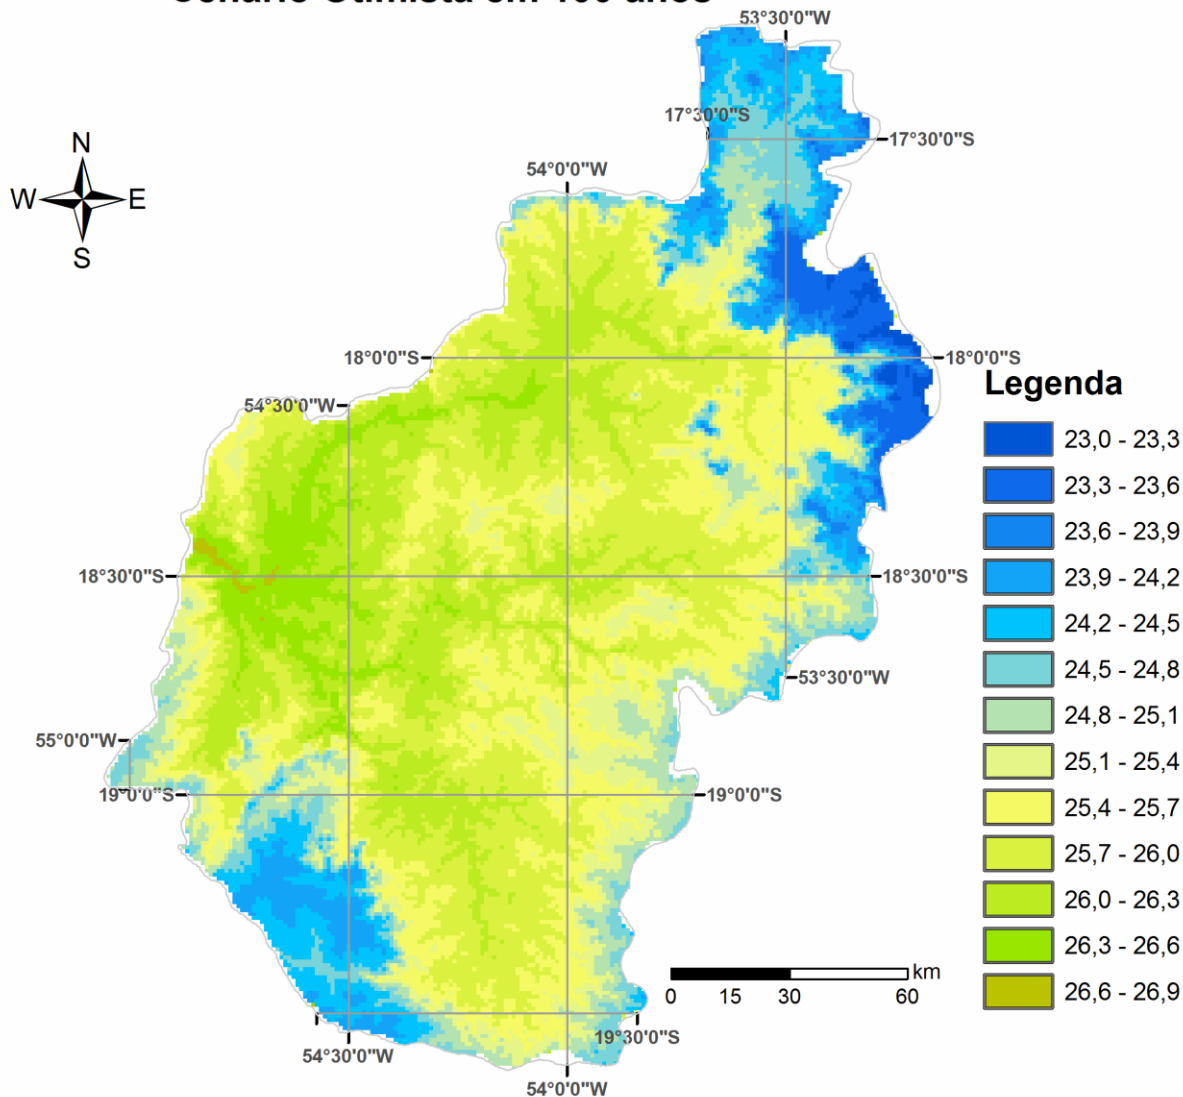 Cenário Otimista em 100 anos
53°30'0"W
17°30'0"S
17°30'0"S
54°0'0"W
N
W
E
S
18°0'0"S
18°0'0"S
54°30'0"W
18°30'0"S
18°30'0"S
53°30'0"W
55°0'0"W
19°0'0"S
19°0'0"S
km
0 15 30 60
19°30'0"S
54°30'0"W
54°0'0"W
Legenda
23,0 - 23,3
23,3 - 23,6
23,6 - 23,9
23,9 - 24,2
24,2 - 24,5
24,5 - 24,8
24,8 - 25,1
25,1 - 25,4
25,4 - 25,7
25,7 - 26,0
26,0 - 26,3
26,3 - 26,6
26,6 - 26,9